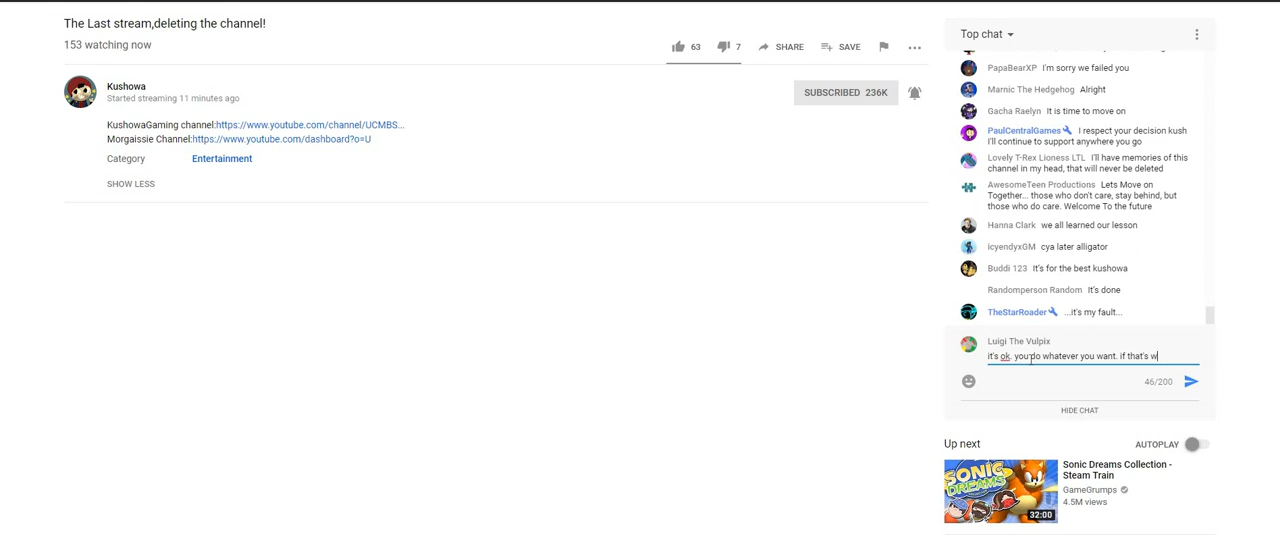 The Last stream,deleting the channel!
153 watching now
63
7
SHARE
SAVE
Kushowa
Started streaming 11 minutes ago
SUBSCRIBED 236K
KushowaGaming channel:https://www.youtube.com/channel/UCMBS...
Morgaissie Channel:https://www.youtube.com/dashboard?o=U
Category Entertainment
SHOW LESS
Top chat
PapaBearXP I'm sorry we failed you
Marnic The Hedgehog Alright
Gacha Raelyn It is time to move on
PaulCentralGames I respect your decision kush
I'll continue to support anywhere you go
Lovely T-Rex Lioness LTL I'll have memories of this
channel in my head, that will never be deleted
AwesomeTeen Productions Lets Move on
Together... those who don't care, stay behind, but
those who do care. Welcome To the future
Hanna Clark we all learned our lesson
icyendyxGM cya later alligator
Buddi 123 It's for the best kushowa
Randomperson Random It's done
TheStarRoader ...it's my fault...
Luigi The Vulpix
it's ok. you do whatever you want. if that's w
46/200
HIDE CHAT
Up next
AUTOPLAY
SONIC
DREAMS
32:00
Sonic Dreams Collection -
Steam Train
GameGrumps
4.5M views